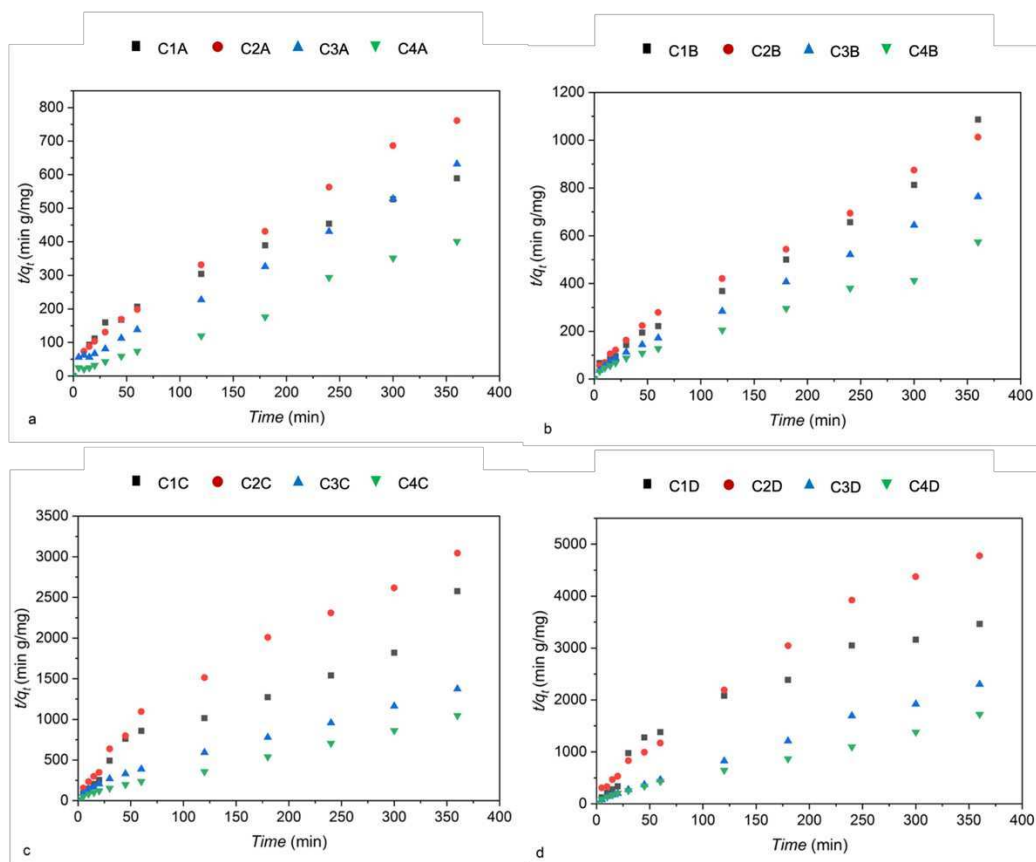 C1A C2A C3A C4A
800
700
600
500
400
300
200
100
0
t/qt (min g/mg)
0 50 100 150 200 250 300 350 400
Time (min)
a
C1B C2B C3B C4B
1200
1000
800
600
400
200
0
t/qt (min g/mg)
0 50 100 150 200 250 300 350 400
Time (min)
b
C1C C2C C3C C4C
3500
3000
2500
2000
1500
1000
500
0
t/qt (min g/mg)
0 50 100 150 200 250 300 350 400
Time (min)
c
C1D C2D C3D C4D
5000
4000
3000
2000
1000
0
t/qt (min g/mg)
0 50 100 150 200 250 300 350 400
Time (min)
d